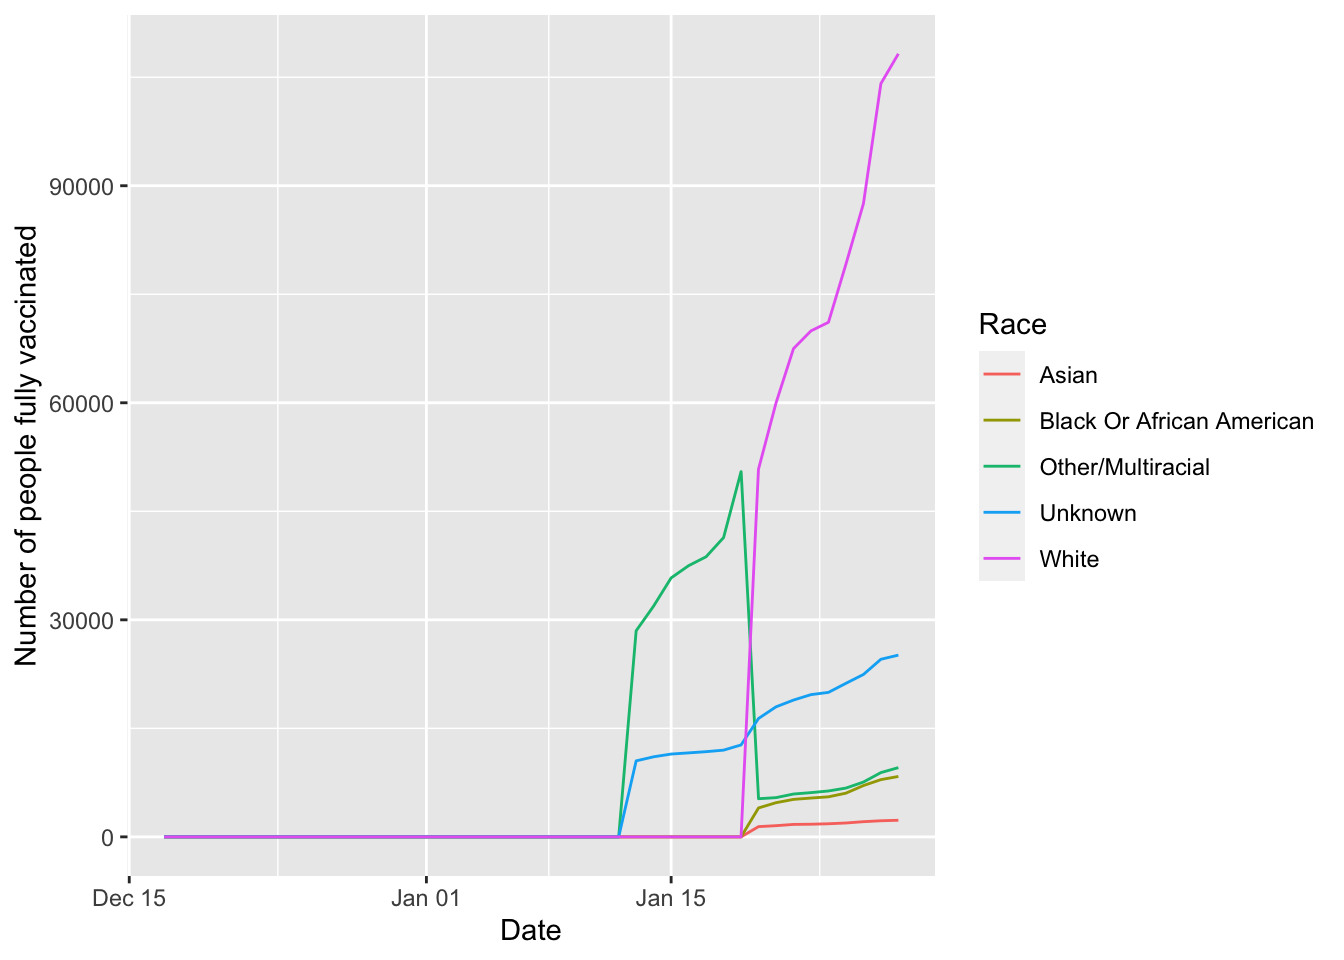 Number of people fully vaccinated
90000
60000
30000
0
Dec 15
Jan 01
Jan 15
Date
Race
Asian
Black Or African American
Other/Multiracial
Unknown
White